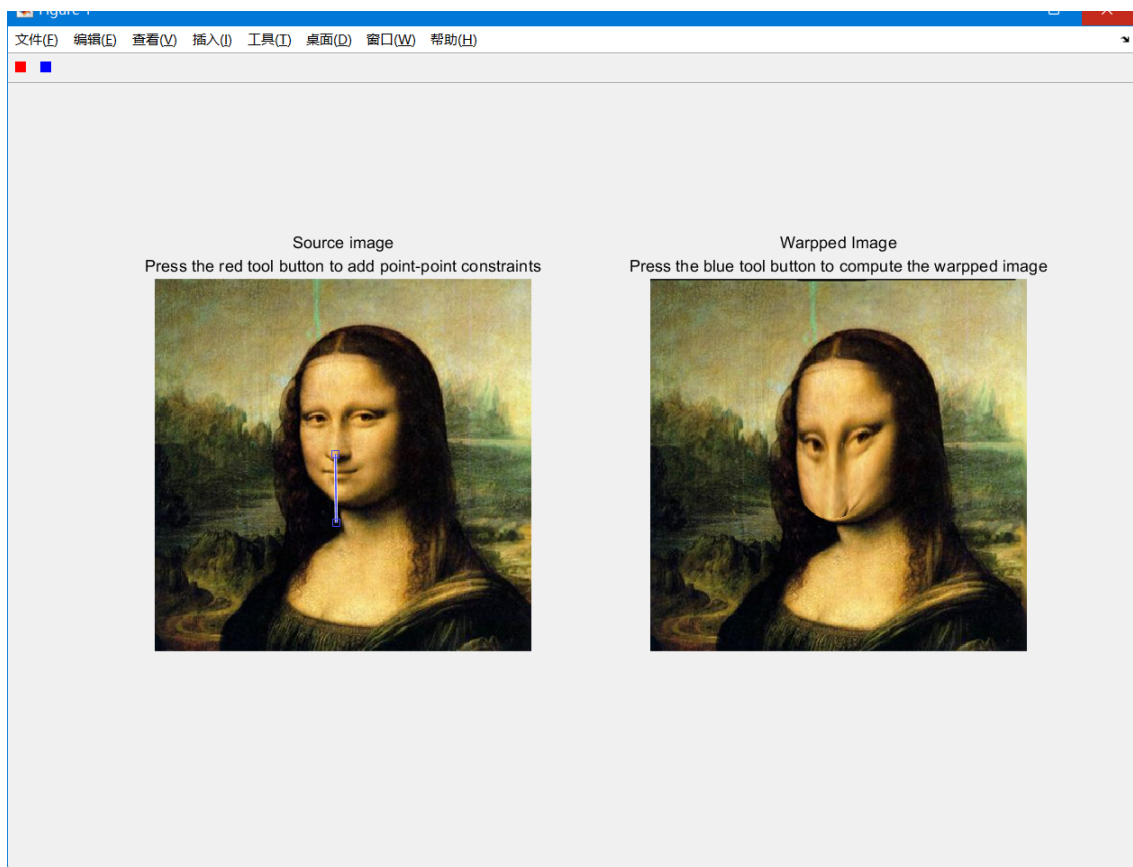 Figure 1
文件(F) 编辑(E) 查看(V) 插入(I) 工具(T) 桌面(D) 窗口(W) 帮助(H)
Source image
Press the red tool button to add point-point constraints
Warpped Image
Press the blue tool button to compute the warpped image